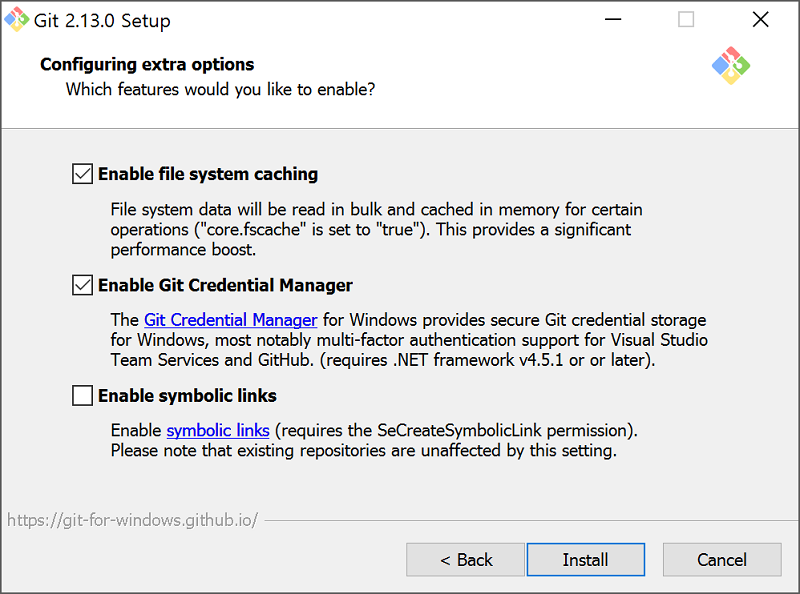 Git 2.13.0 Setup
Configuring extra options
Which features would you like to enable?
Enable file system caching
File system data will be read in bulk and cached in memory for certain
operations ("core.fscache" is set to "true"). This provides a significant
performance boost.
Enable Git Credential Manager
The Git Credential Manager for Windows provides secure Git credential storage
for Windows, most notably multi-factor authentication support for Visual Studio
Team Services and GitHub. (requires .NET framework v4.5.1 or or later).
Enable symbolic links
Enable symbolic links (requires the SeCreateSymbolicLink permission).
Please note that existing repositories are unaffected by this setting.
https://git-for-windows.github.io/
< Back Install Cancel